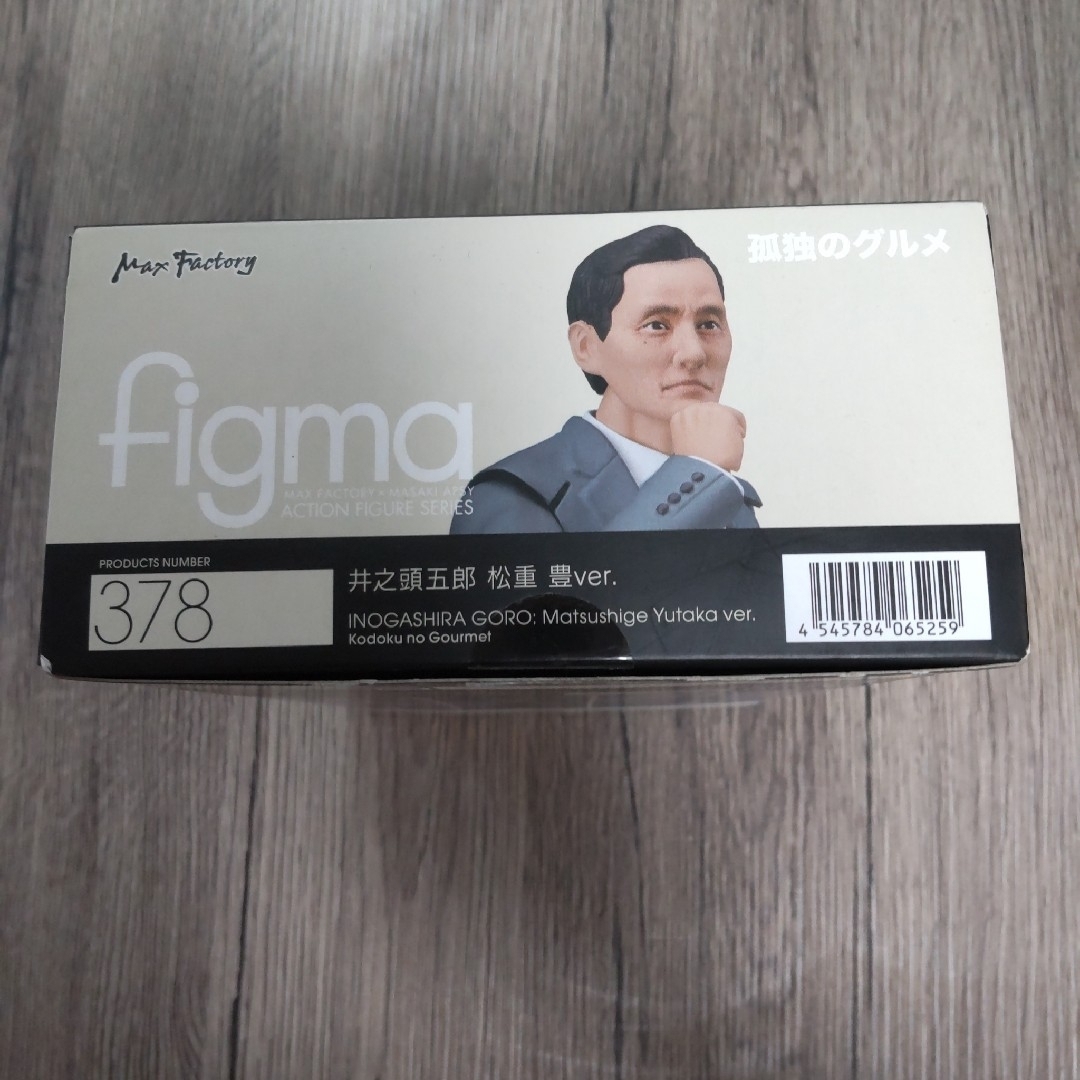 Max Factory
孤独のグルメ
figma
MAX FACTORY × MASAKI APSY
ACTION FIGURE SERIES
PRODUCTS NUMBER
378
井之頭五郎 松重 豊ver.
INOGASHIRA GORO: Matsushige Yutaka ver.
Kodoku no Gourmet
4 545784 065259